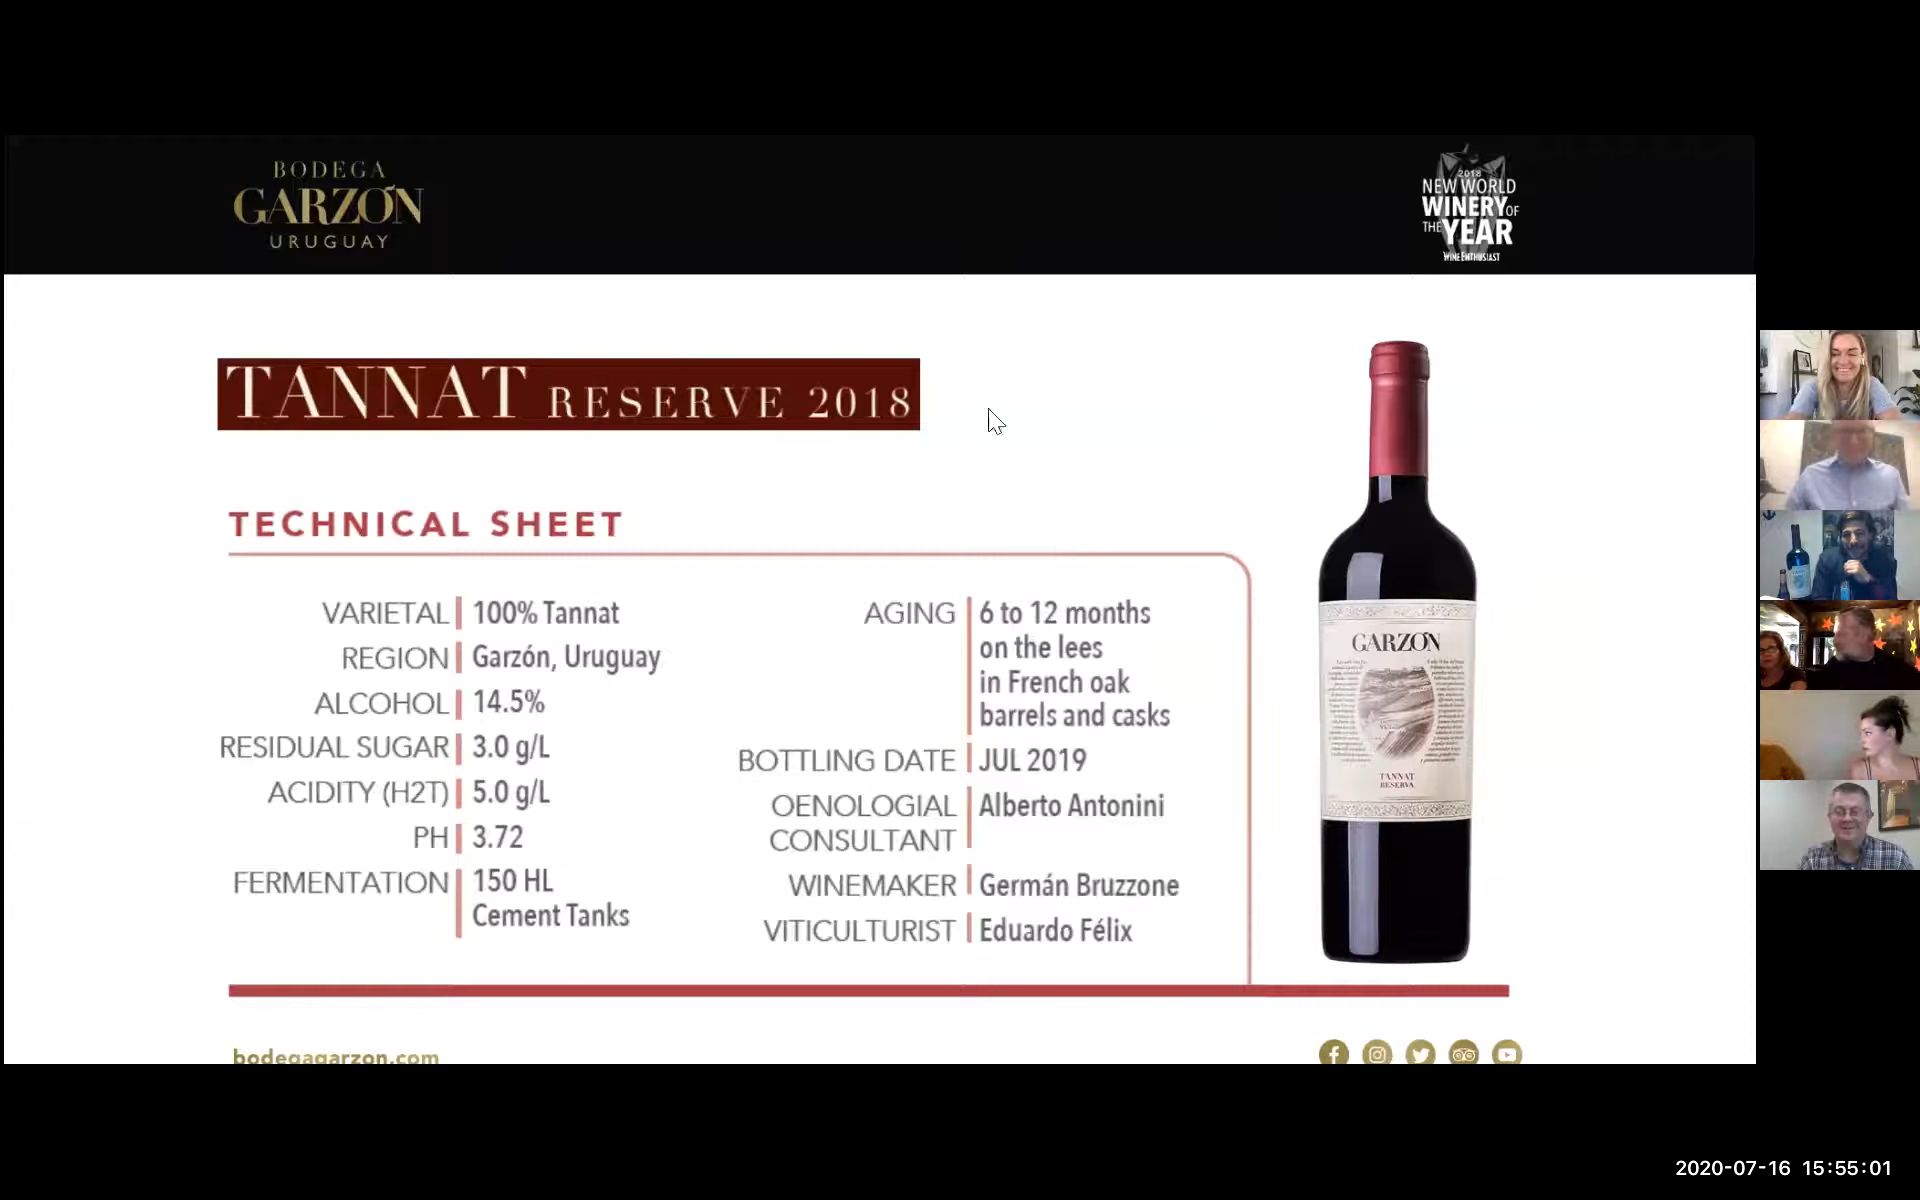 BODEGA
GARZÓN
URUGUAY
2018
NEW WORLD
WINERY OF
THE YEAR
WINE ENTHUSIAST
TANNAT RESERVE 2018
TECHNICAL SHEET
VARIETAL 100% Tannat
REGION Garzón, Uruguay
ALCOHOL 14.5%
RESIDUAL SUGAR 3.0 g/L
ACIDITY (H2T) 5.0 g/L
PH 3.72
FERMENTATION 150 HL
Cement Tanks
AGING 6 to 12 months
on the lees
in French oak
barrels and casks
BOTTLING DATE JUL 2019
OENOLOGIAL Alberto Antonini
CONSULTANT
WINEMAKER Germán Bruzzone
VITICULTURIST Eduardo Félix
GARZÓN
TANNAT
RESERVA
bodegagarzon.com
2020-07-16 15:55:01